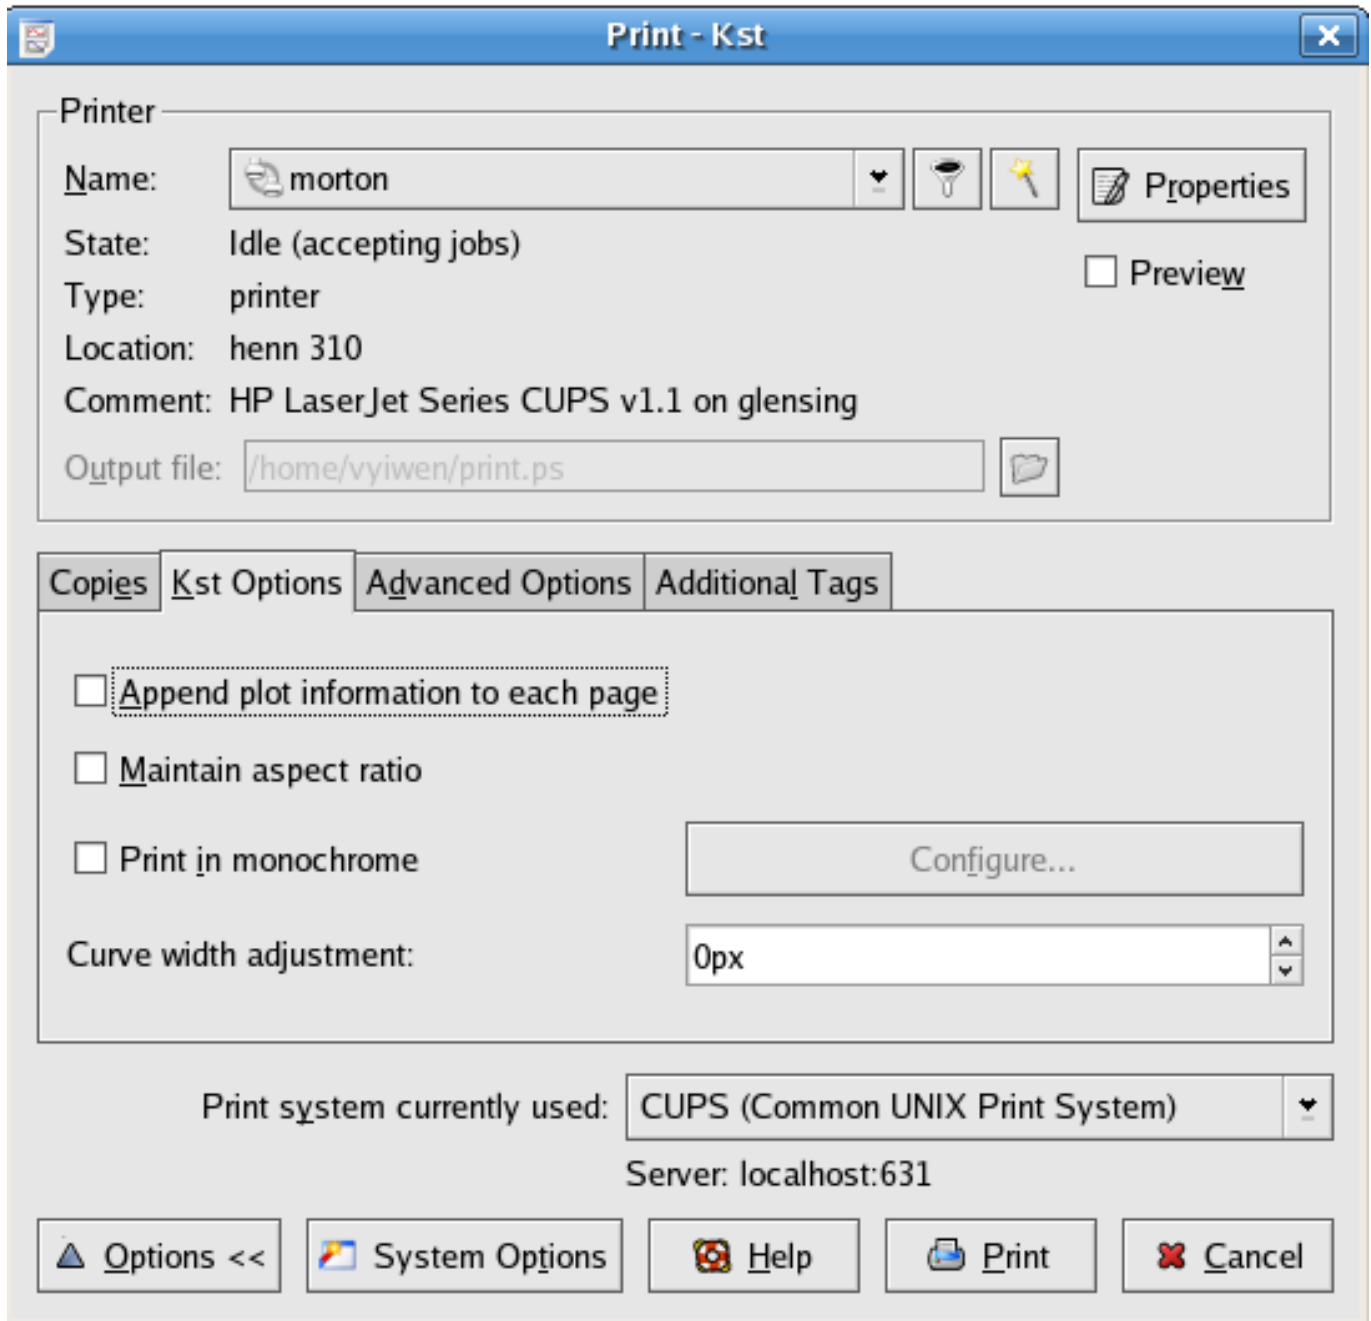 Print - Kst
Printer
Name: morton
Properties
State: Idle (accepting jobs)
Preview
Type: printer
Location: henn 310
Comment: HP LaserJet Series CUPS v1.1 on glensing
Output file: /home/vyiwen/print.ps
Copies Kst Options Advanced Options Additional Tags
Append plot information to each page
Maintain aspect ratio
Print in monochrome Configure...
Curve width adjustment: 0px
Print system currently used: CUPS (Common UNIX Print System)
Server: localhost:631
Options << System Options Help Print Cancel